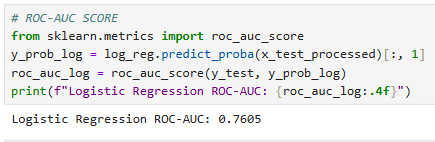 # ROC-AUC SCORE
from sklearn.metrics import roc_auc_score
y_prob_log = log_reg.predict_proba(x_test_processed)[:, 1]
roc_auc_log = roc_auc_score(y_test, y_prob_log)
print(f"Logistic Regression ROC-AUC: {roc_auc_log:.4f}")
Logistic Regression ROC-AUC: 0.7605